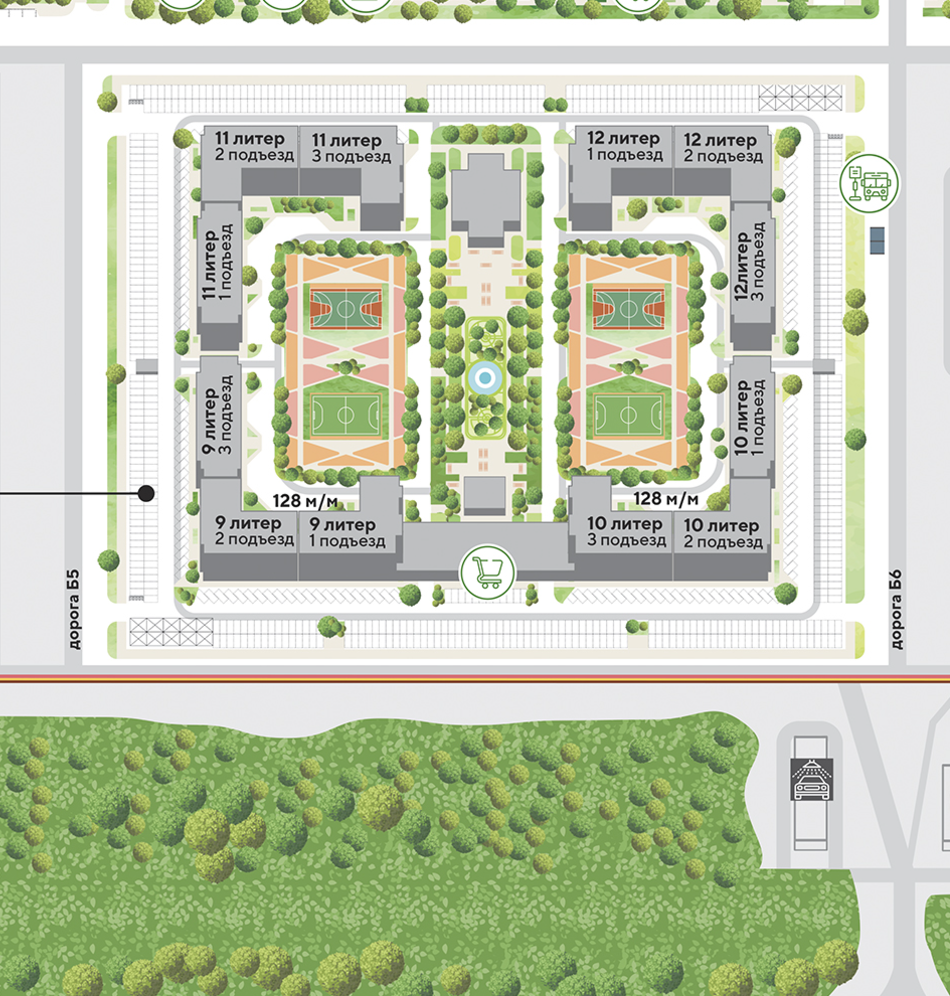 11 литер
2 подъезд
11 литер
3 подъезд
12 литер
1 подъезд
12 литер
2 подъезд
11 литер
1 подъезд
12литер
3 подъезд
9 литер
3 подъезд
10 литер
1 подъезд
128 м/м
128 м/м
9 литер
2 подъезд
9 литер
1 подъезд
10 литер
3 подъезд
10 литер
2 подъезд
дорога Б5
дорога Б6